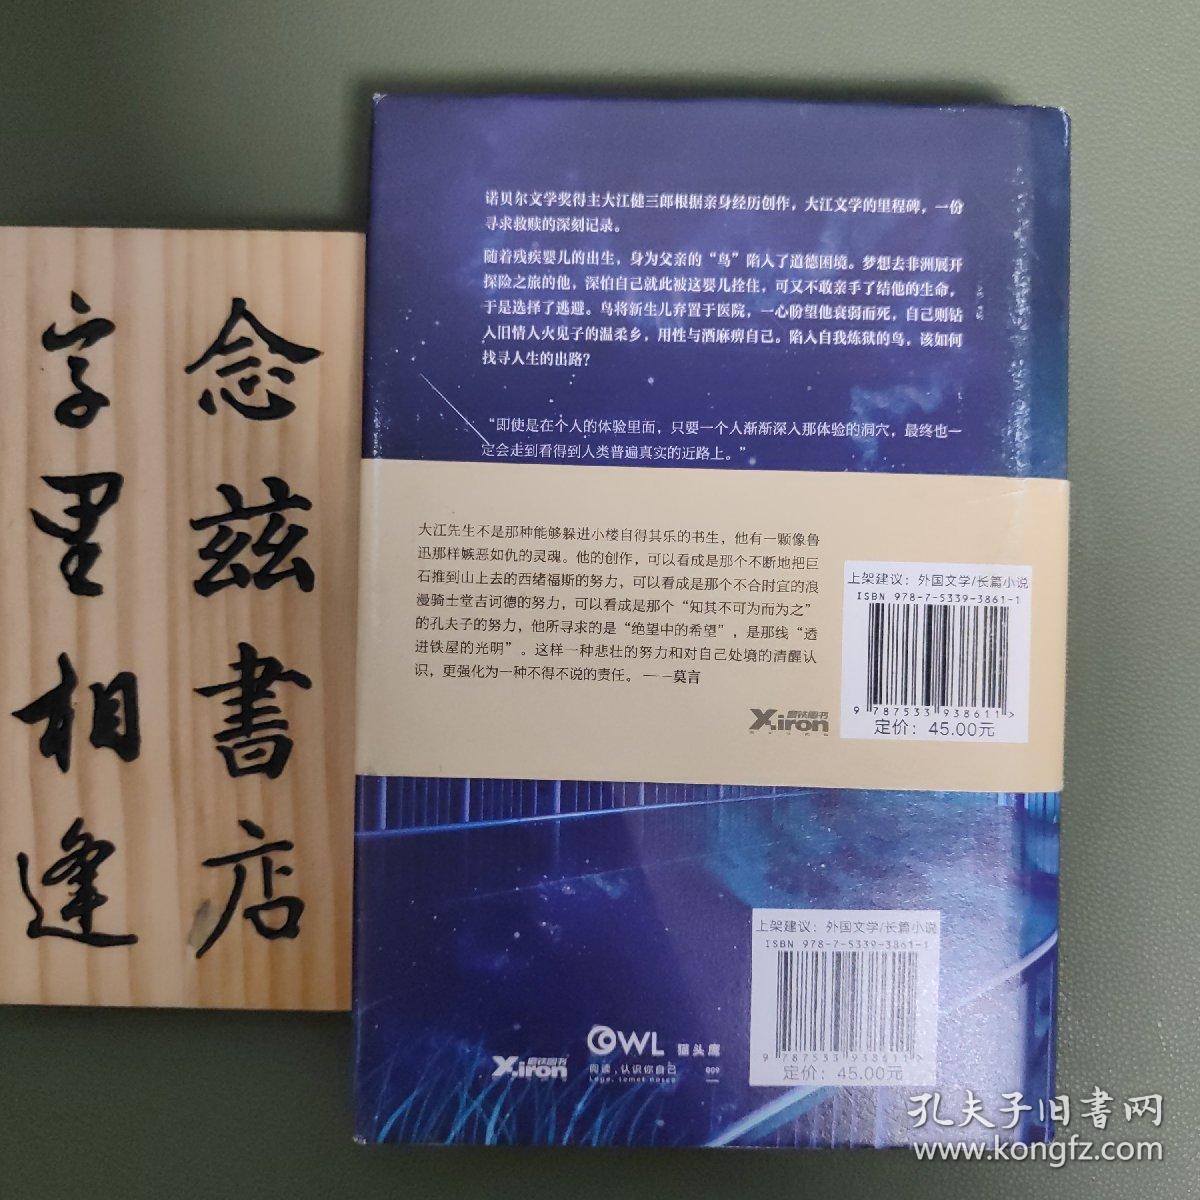 念兹書店
字里相逢
诺贝尔文学奖得主大江健三郎根据亲身经历创作，大江文学的里程碑，一份
寻求救赎的深刻记录。
随着残疾婴儿的出生，身为父亲的“鸟”陷入了道德困境。梦想去非洲展开
探险之旅的他，深怕自己就此被这婴儿拴住，可又不敢亲手了结他的生命，
于是选择了逃避。鸟将新生儿弃置于医院，一心盼望他衰弱而死，自己则钻
入旧情人火见子的温柔乡，用性与酒麻痹自己。陷入自我炼狱的鸟，该如何
找寻人生的出路？
“即使是在个人的体验里面，只要一个人渐渐深入那体验的洞穴，最终也一
定会走到看得到人类普遍真实的近路上。”
大江先生不是那种能够躲进小楼自得其乐的书生，他有一颗像鲁
迅那样嫉恶如仇的灵魂。他的创作，可以看成是那个不断地把巨
石推到山上去的西绪福斯的努力，可以看成是那个不合时宜的浪
漫骑士堂吉诃德的努力，可以看成是那个“知其不可为而为之”
的孔夫子的努力，他所寻求的是“绝望中的希望”，是那线“透
进铁屋的光明”。这样一种悲壮的努力和对自己处境的清醒认
识，更强化为一种不得不说的责任。——莫言
磨铁图书
X.iron
上架建议：外国文学/长篇小说
ISBN 978-7-5339-3861-1
9 787533 938611 >
定价：45.00元
上架建议：外国文学/长篇小说
ISBN 978-7-5339-3861-1
9 787533 938611 >
定价：45.00元
磨铁图书
X.iron
OWL 猫头鹰
阅读，认识你自己
Lege, temet nosce
009
孔夫子旧書网
www.kongfz.com